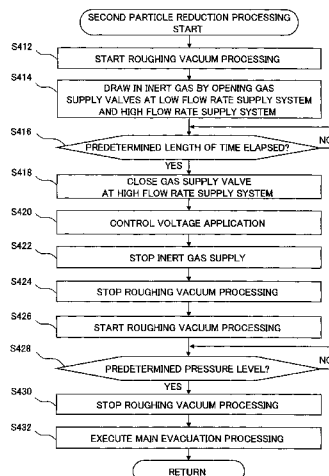 SECOND PARTICLE REDUCTION PROCESSING
START
S412
START ROUGHING VACUUM PROCESSING
S414
DRAW IN INERT GAS BY OPENING GAS
SUPPLY VALVES AT LOW FLOW RATE SUPPLY SYSTEM
AND HIGH FLOW RATE SUPPLY SYSTEM
S416
PREDETERMINED LENGTH OF TIME ELAPSED?
NO
YES
S418
CLOSE GAS SUPPLY VALVE
AT HIGH FLOW RATE SUPPLY SYSTEM
S420
CONTROL VOLTAGE APPLICATION
S422
STOP INERT GAS SUPPLY
S424
STOP ROUGHING VACUUM PROCESSING
S426
START ROUGHING VACUUM PROCESSING
S428
PREDETERMINED PRESSURE LEVEL?
NO
YES
S430
STOP ROUGHING VACUUM PROCESSING
S432
EXECUTE MAIN EVACUATION PROCESSING
RETURN